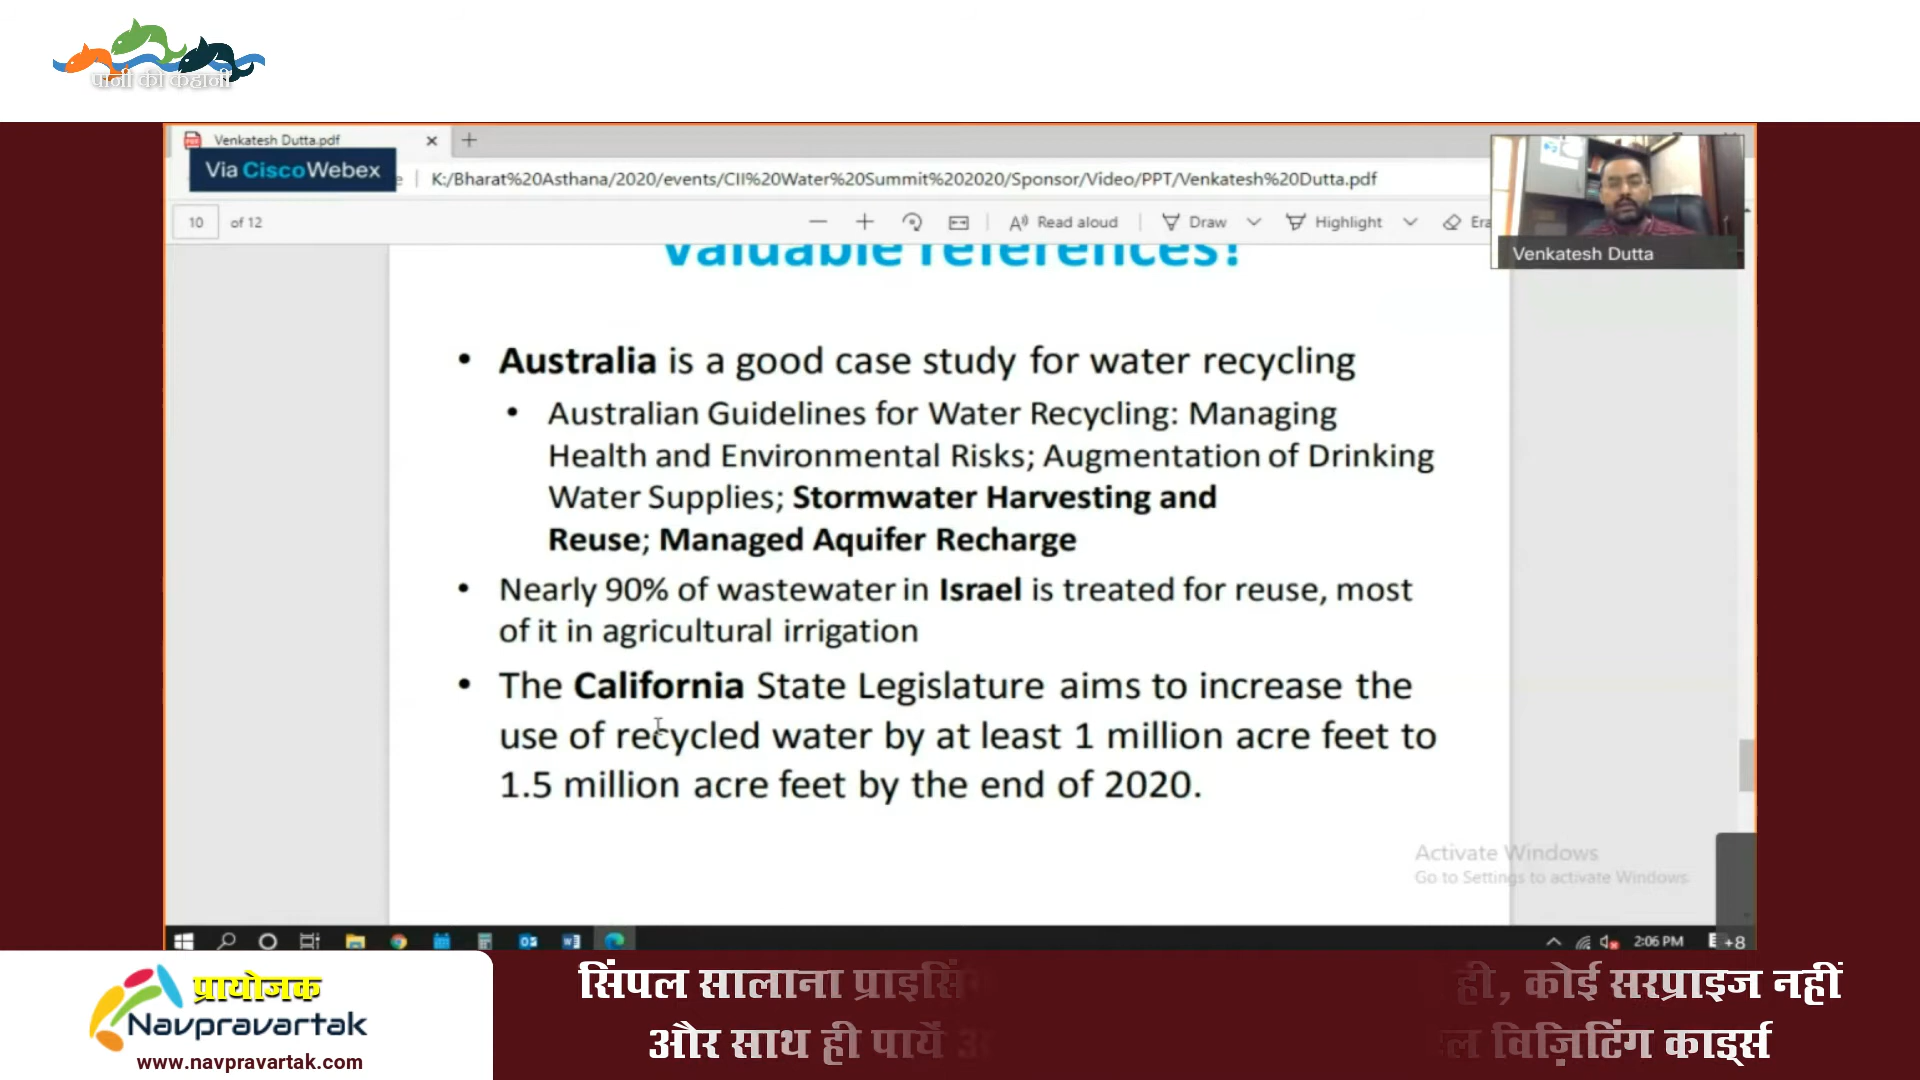 पानी की कहानी
Venkatesh Dutta.pdf
Via CiscoWebex
K:/Bharat%20Asthana/2020/events/CII%20Water%20Summit%202020/Sponsor/Video/PPT/Venkatesh%20Dutta.pdf
10 of 12
Read aloud
Draw
Highlight
Era
Venkatesh Dutta
Valuable references!
• Australia is a good case study for water recycling
• Australian Guidelines for Water Recycling: Managing
Health and Environmental Risks; Augmentation of Drinking
Water Supplies; Stormwater Harvesting and
Reuse; Managed Aquifer Recharge
• Nearly 90% of wastewater in Israel is treated for reuse, most
of it in agricultural irrigation
• The California State Legislature aims to increase the
use of recycled water by at least 1 million acre feet to
1.5 million acre feet by the end of 2020.
Activate Windows
Go to Settings to activate Windows
2:06 PM
+8
प्रायोजक
Navpravartak
www.navpravartak.com
सिंपल सालाना प्राइसिंग ही, कोई सरप्राइज नहीं
और साथ ही पायें विज़िटिंग कार्ड्स